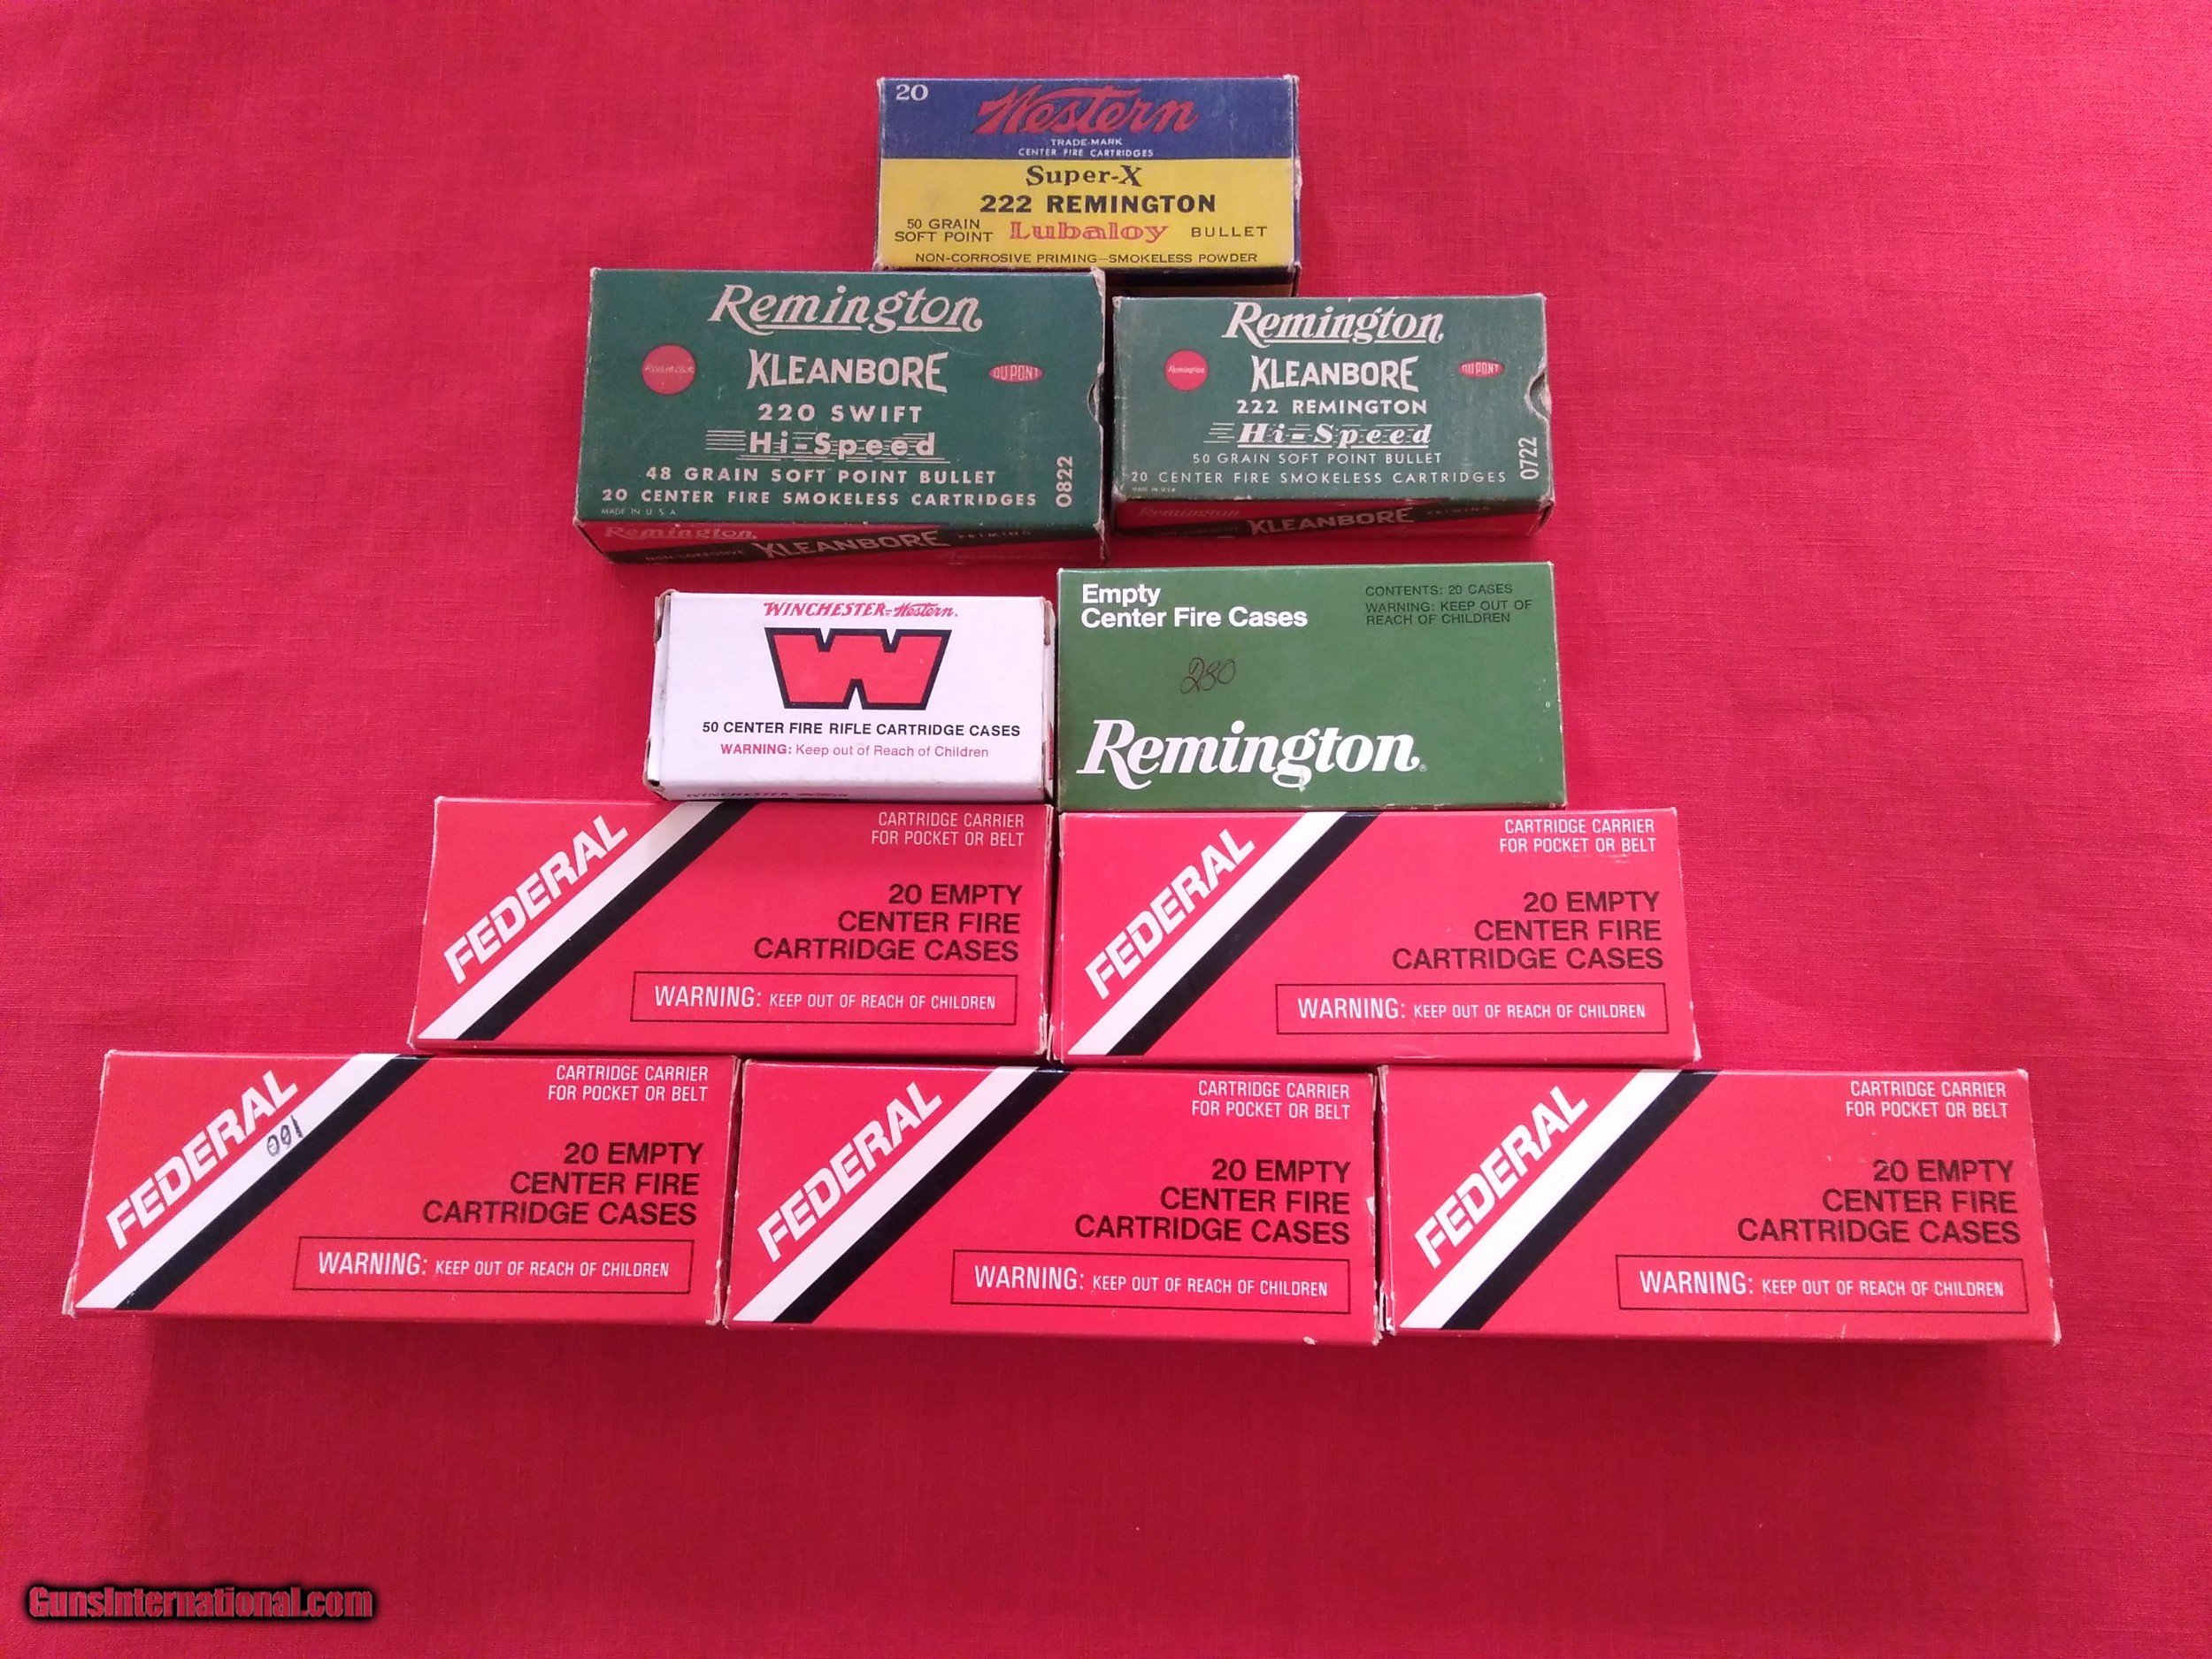 20
Western
TRADE-MARK
CENTER FIRE CARTRIDGES
Super-X
222 REMINGTON
50 GRAIN
SOFT POINT
Lubaloy
BULLET
NON-CORROSIVE PRIMING—SMOKELESS POWDER
Remington
Remington
KLEANBORE
DU PONT
220 SWIFT
Hi-Speed
48 GRAIN SOFT POINT BULLET
20 CENTER FIRE SMOKELESS CARTRIDGES
MADE IN U.S.A
0822
Remington.
NON-CORROSIVE KLEANBORE PRIMING
Remington
Remington
KLEANBORE
DU PONT
222 REMINGTON
Hi-Speed
50 GRAIN SOFT POINT BULLET
20 CENTER FIRE SMOKELESS CARTRIDGES
MADE IN U.S.A
0722
Remington
KLEANBORE PRIMING
WINCHESTER-Western.
W
50 CENTER FIRE RIFLE CARTRIDGE CASES
WARNING: Keep out of Reach of Children
Empty
Center Fire Cases
CONTENTS: 20 CASES
WARNING: KEEP OUT OF
REACH OF CHILDREN
280
Remington®
FEDERAL
CARTRIDGE CARRIER
FOR POCKET OR BELT
20 EMPTY
CENTER FIRE
CARTRIDGE CASES
WARNING: KEEP OUT OF REACH OF CHILDREN
FEDERAL
CARTRIDGE CARRIER
FOR POCKET OR BELT
20 EMPTY
CENTER FIRE
CARTRIDGE CASES
WARNING: KEEP OUT OF REACH OF CHILDREN
FEDERAL
CARTRIDGE CARRIER
FOR POCKET OR BELT
20 EMPTY
CENTER FIRE
CARTRIDGE CASES
WARNING: KEEP OUT OF REACH OF CHILDREN
FEDERAL
CARTRIDGE CARRIER
FOR POCKET OR BELT
20 EMPTY
CENTER FIRE
CARTRIDGE CASES
WARNING: KEEP OUT OF REACH OF CHILDREN
FEDERAL
CARTRIDGE CARRIER
FOR POCKET OR BELT
20 EMPTY
CENTER FIRE
CARTRIDGE CASES
WARNING: KEEP OUT OF REACH OF CHILDREN
GunsInternational.com